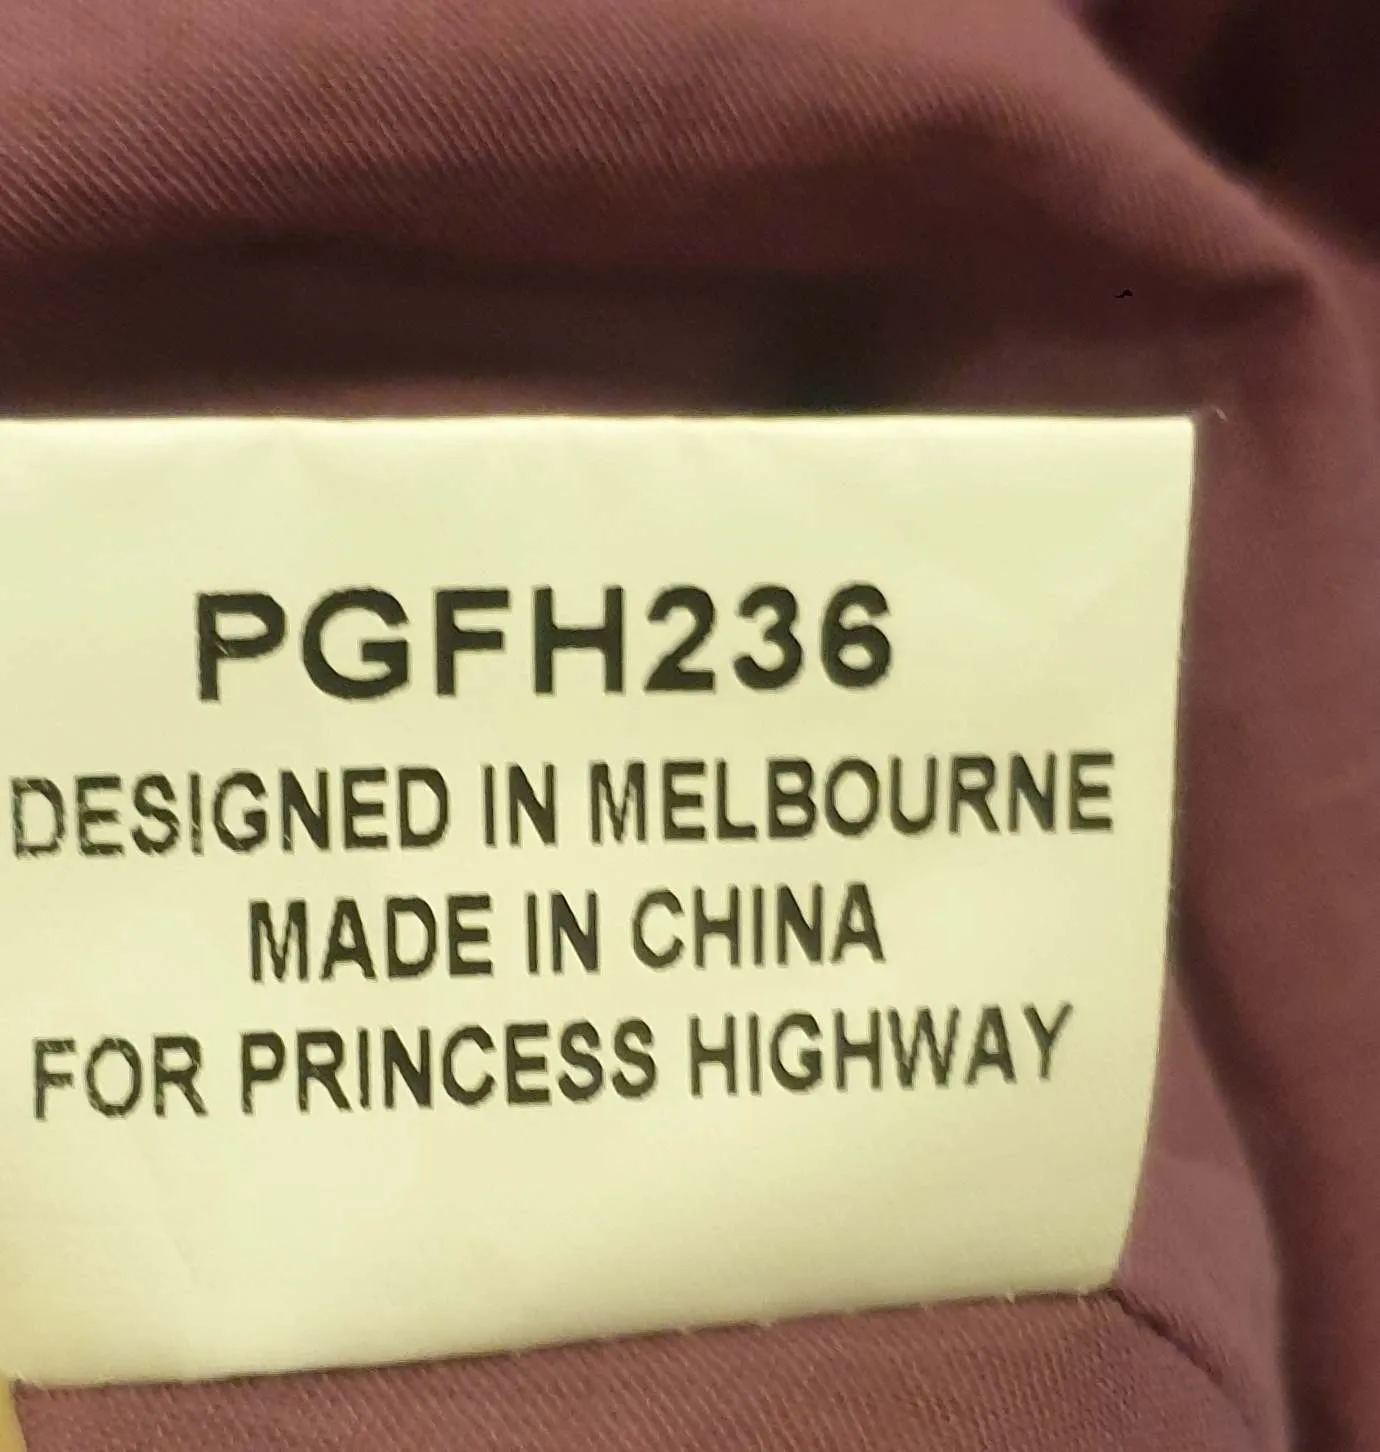 PGFH236
DESIGNED IN MELBOURNE
MADE IN CHINA
FOR PRINCESS HIGHWAY